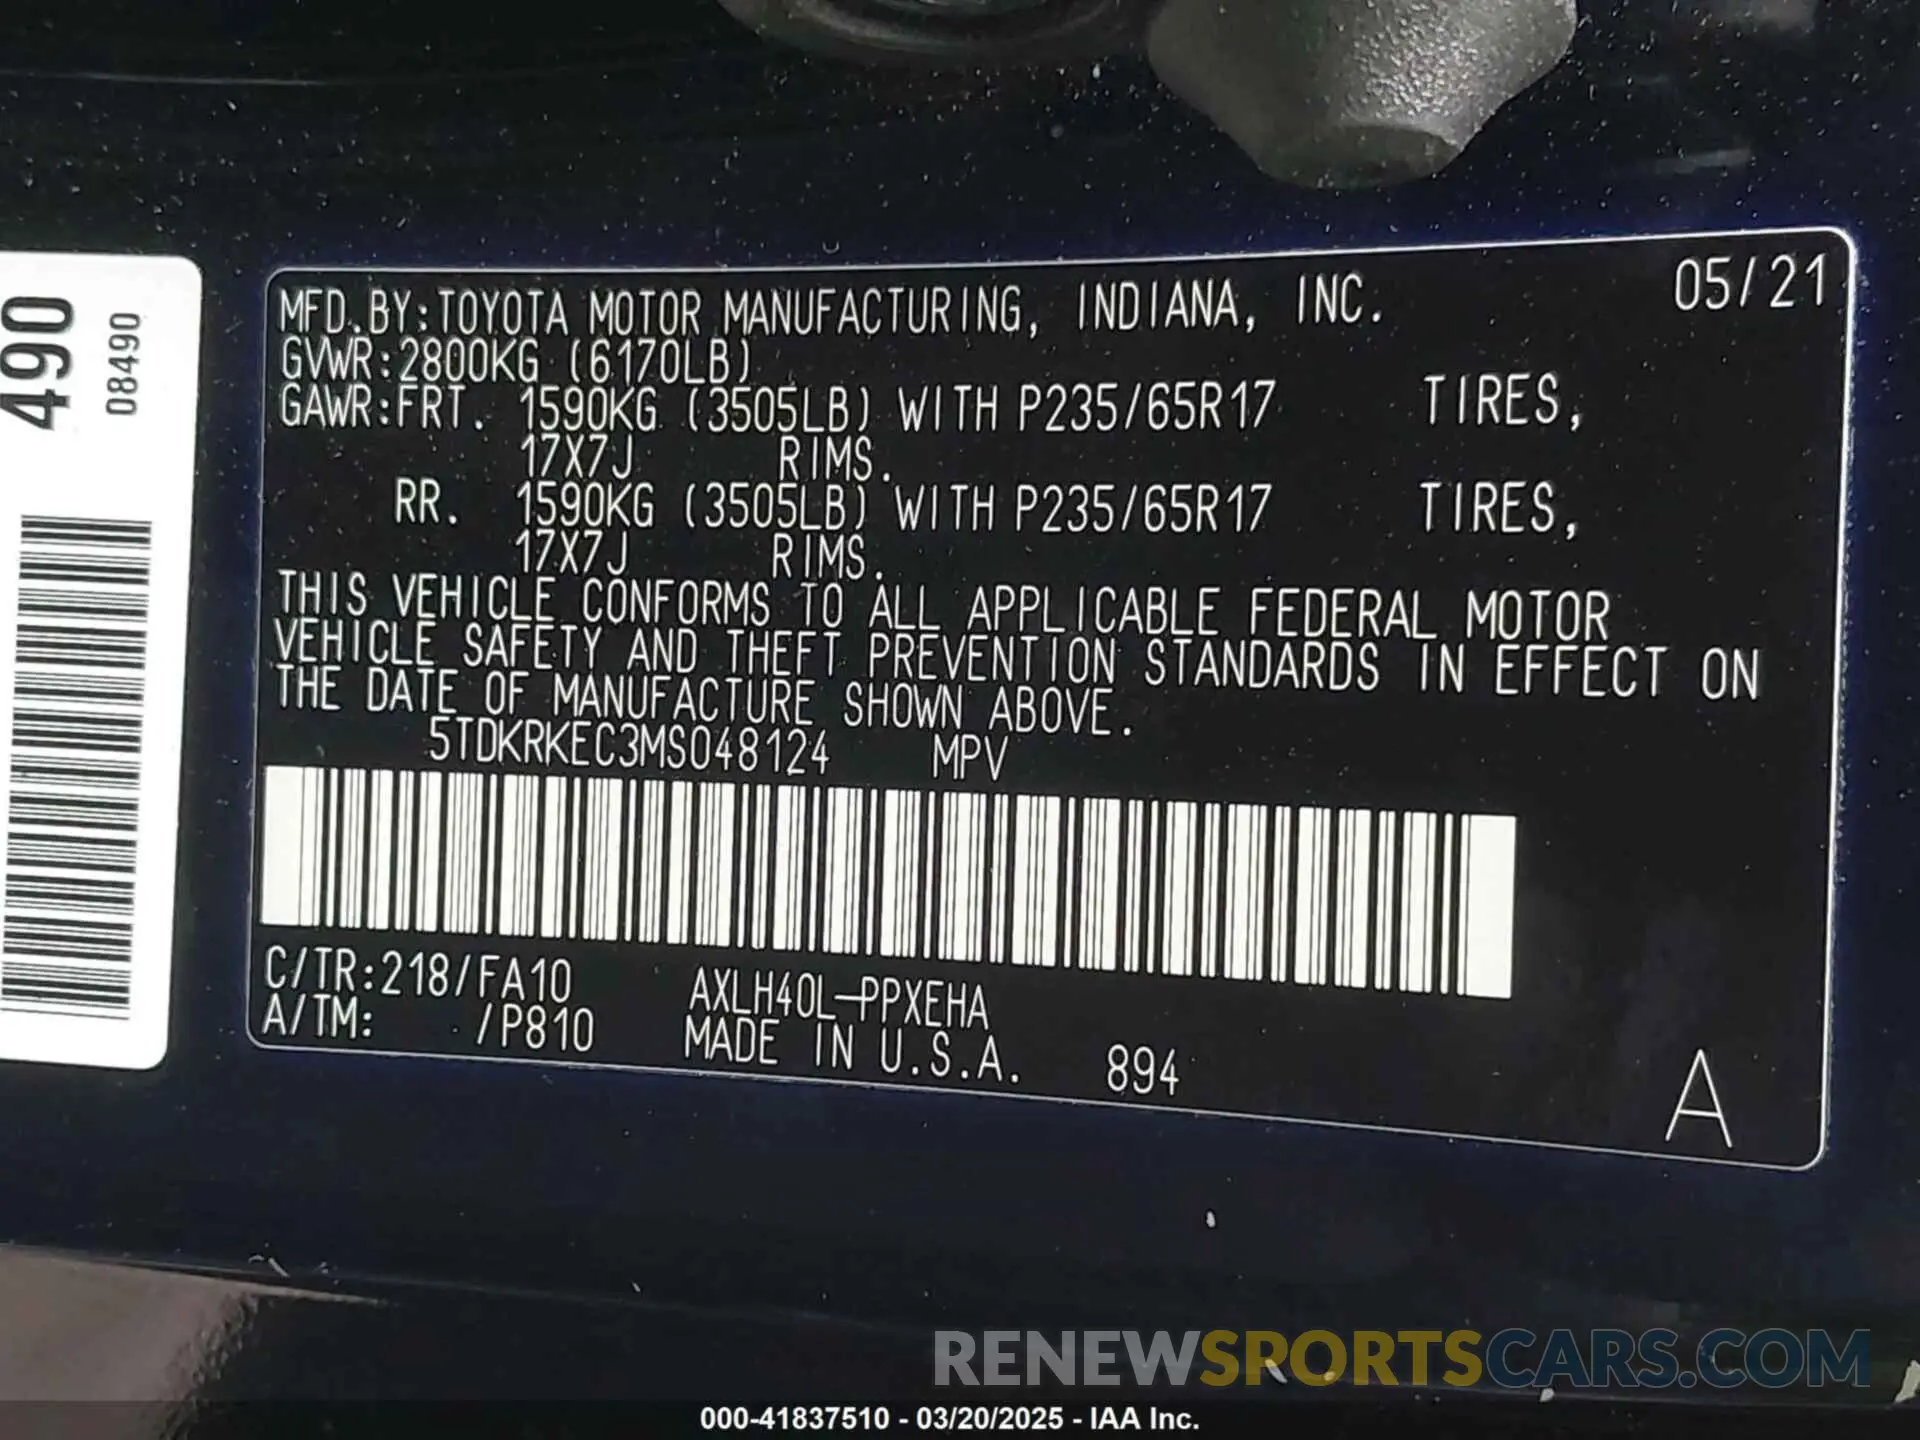 490
08490
MFD.BY:TOYOTA MOTOR MANUFACTURING, INDIANA, INC. 05/21
GVWR:2800KG (6170LB)
GAWR:FRT. 1590KG (3505LB) WITH P235/65R17 TIRES,
17X7J RIMS.
RR. 1590KG (3505LB) WITH P235/65R17 TIRES,
17X7J RIMS.
THIS VEHICLE CONFORMS TO ALL APPLICABLE FEDERAL MOTOR
VEHICLE SAFETY AND THEFT PREVENTION STANDARDS IN EFFECT ON
THE DATE OF MANUFACTURE SHOWN ABOVE.
5TDKRKEC3MS048124 MPV
C/TR:218/FA10 AXLH40L-PPXEHA
A/TM: /P810 MADE IN U.S.A. 894
A
RENEWSPORTSCARS.COM
000-41837510 - 03/20/2025 - IAA Inc.